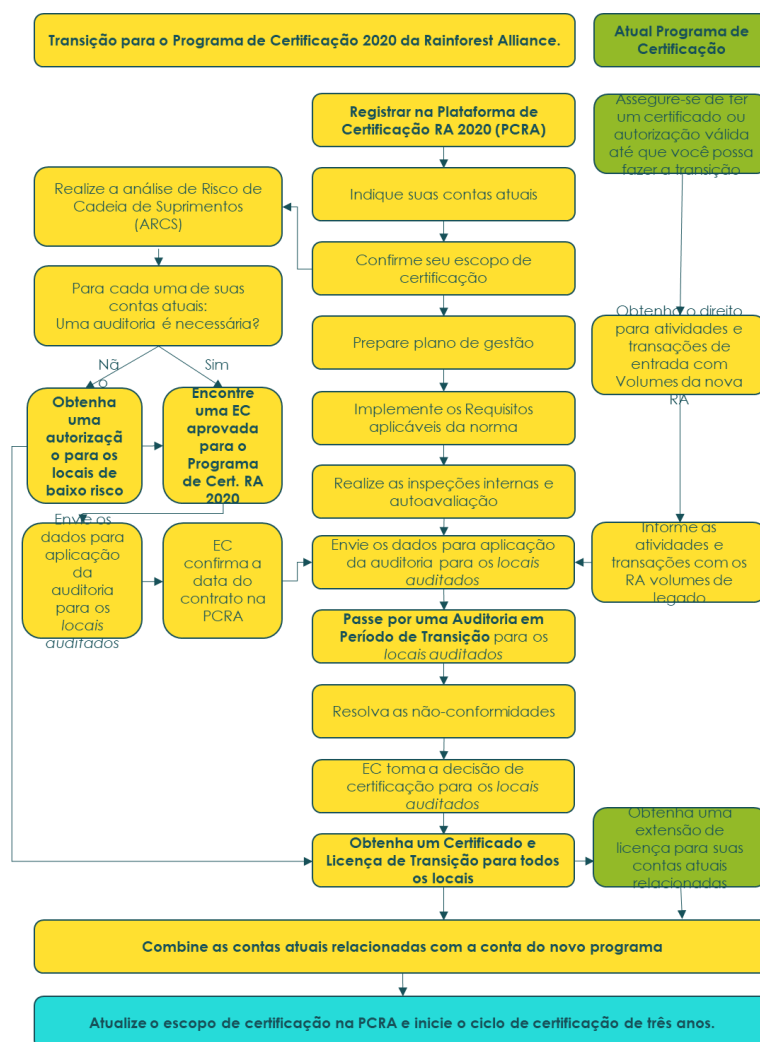 Transição para o Programa de Certificação 2020 da Rainforest Alliance.
Atual Programa de
Certificação
Registrar na Plataforma de
Certificação RA 2020 (PCRA)
Assegure-se de ter
um certificado ou
autorização válida
até que você possa
fazer a transição
Realize a análise de Risco de
Cadeia de Suprimentos
(ARCS)
Indique suas contas atuais
Confirme seu escopo de
certificação
Para cada uma de suas
contas atuais:
Uma auditoria é necessária?
Prepare plano de gestão
Obtenha o direito
para atividades e
transações de
entrada com
Volumes da nova
RA
Nã
o
Sim
Obtenha
uma
autorizaçã
o para os
locais de
baixo risco
Encontre
uma EC
aprovada
para o
Programa
de Cert. RA
2020
Implemente os Requisitos
aplicáveis da norma
Realize as inspeções internas e
autoavaliação
Envie os
dados para
aplicação
da
auditoria
para os
locais
auditados
EC
confirma a
data do
contrato na
PCRA
Envie os dados para aplicação
da auditoria para os locais
auditados
Informe as
atividades e
transações com os
RA volumes de
legado
Passe por uma Auditoria em
Período de Transição para os
locais auditados
Resolva as não-conformidades
EC toma a decisão de
certificação para os locais
auditados
Obtenha um Certificado e
Licença de Transição para todos
os locais
Obtenha uma
extensão de
licença para suas
contas atuais
relacionadas
Combine as contas atuais relacionadas com a conta do novo programa
Atualize o escopo de certificação na PCRA e inicie o ciclo de certificação de três anos.